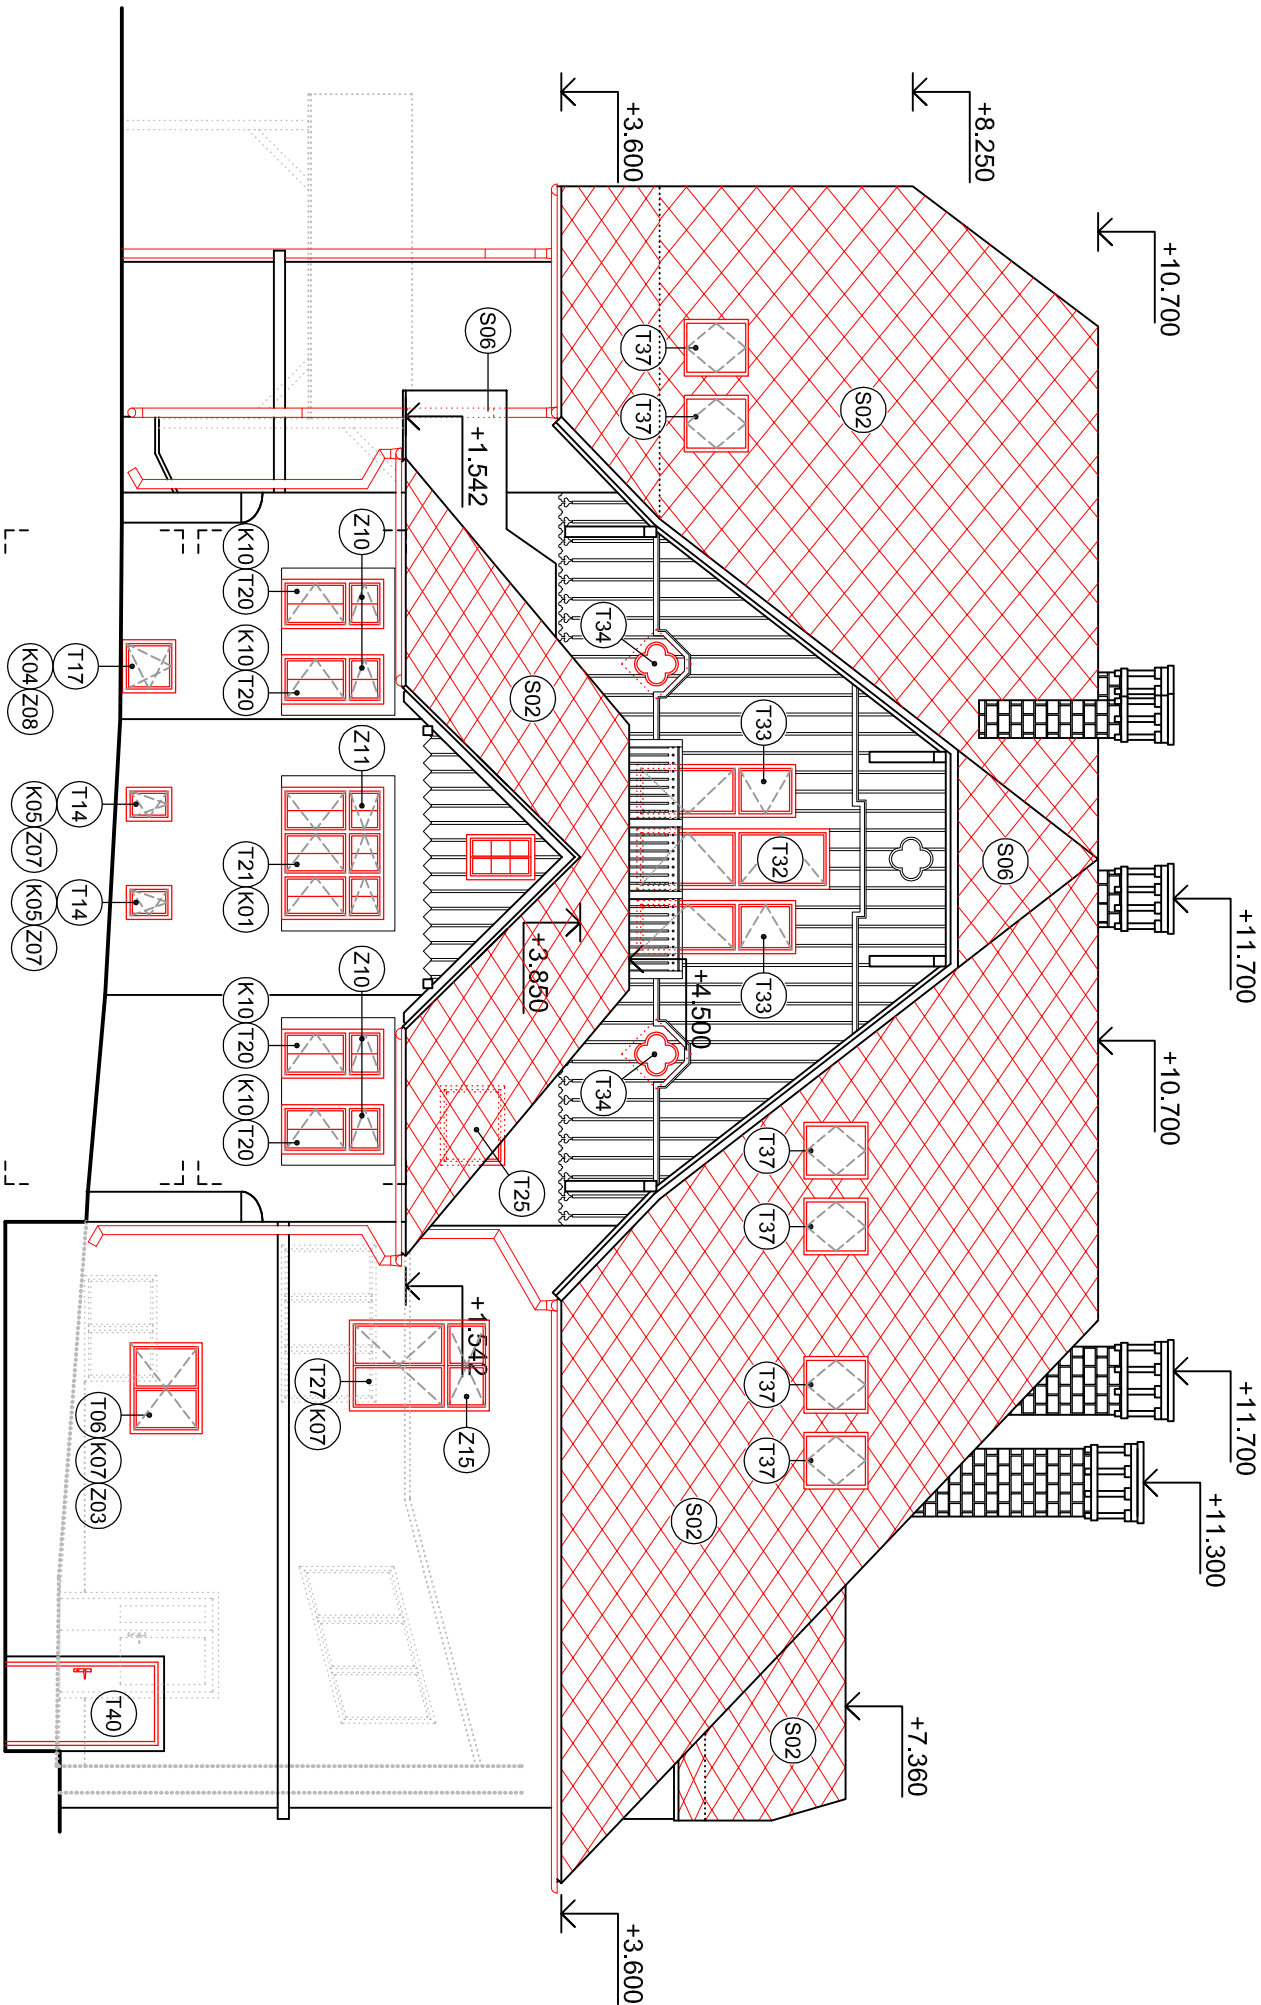 +11.700
+11.700
+11.300
+10.700
+10.700
+8.250
+7.360
+3.600
+3.600
S02
S06
S02
S02
T37
T37
T37
T37
T37
T37
T33
T32
T33
T34
T34
+4.500
+3.850
S06
S02
T25
+1.542
+1.542
Z10
Z10
Z11
Z10
Z15
K10 T20
K10 T20
T21 K01
K10 T20
K10 T20
T27 K07
T17
K04 Z08
T14
K05 Z07
T14
K05 Z07
T06 K07 Z03
T40